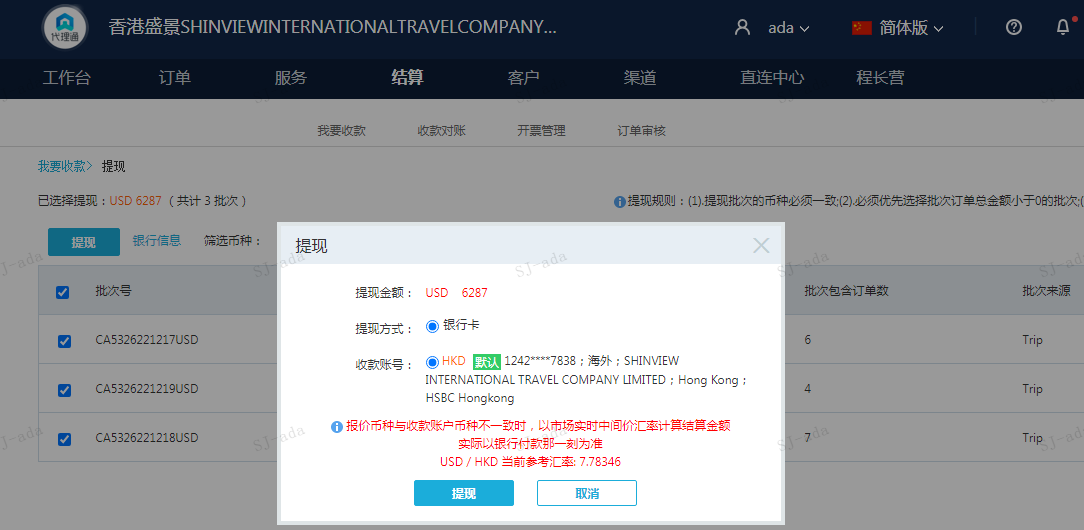 代理通
香港盛景SHINVIEWINTERNATIONALTRAVELCOMPANY...
ada
简体版
工作台 订单 服务 结算 客户 渠道 直连中心 程长营
我要收款 收款对账 开票管理 订单审核
我要收款> 提现
已选择提现：USD 6287 （ 共计 3 批次 ）
提现规则：(1).提现批次的币种必须一致;(2).必须优先选择批次订单总金额小于0的批次;(
提现 银行信息 筛选币种：
批次号 批次包含订单数 批次来源
CA5326221217USD 6 Trip
CA5326221219USD 4 Trip
CA5326221218USD 7 Trip
提现
提现金额： USD 6287
提现方式： 银行卡
收款账号： HKD 默认 1242****7838；海外；SHINVIEW
INTERNATIONAL TRAVEL COMPANY LIMITED；Hong Kong；
HSBC Hongkong
报价币种与收款账户币种不一致时，以市场实时中间价汇率计算结算金额
实际以银行付款那一刻为准
USD / HKD 当前参考汇率: 7.78346
提现 取消
SJ-ada
SJ-ada
SJ-ada
SJ-ada
SJ-ada
SJ-ada